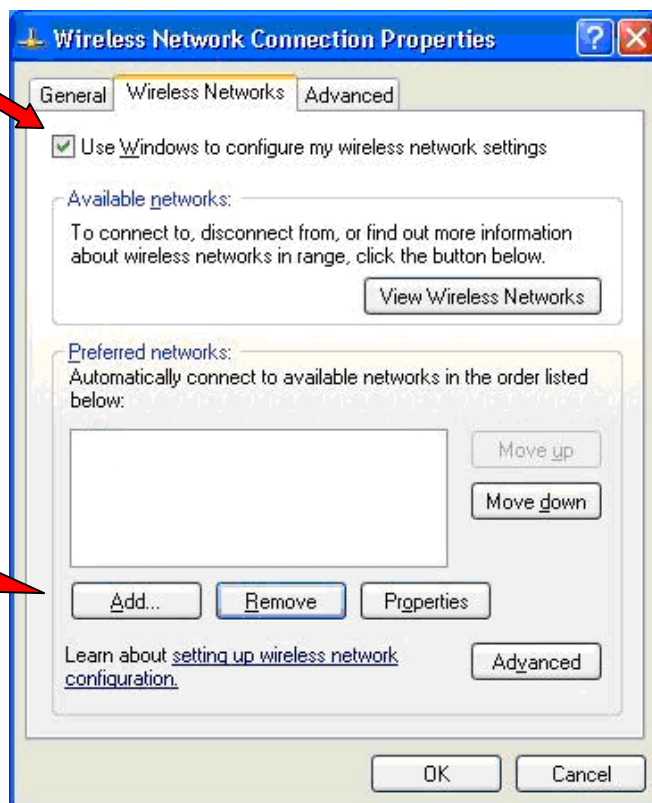 Wireless Network Connection Properties
General Wireless Networks Advanced
Use Windows to configure my wireless network settings
Available networks:
To connect to, disconnect from, or find out more information
about wireless networks in range, click the button below.
View Wireless Networks
Preferred networks:
Automatically connect to available networks in the order listed
below:
Move up
Move down
Add... Remove Properties
Learn about setting up wireless network
configuration.
Advanced
OK Cancel